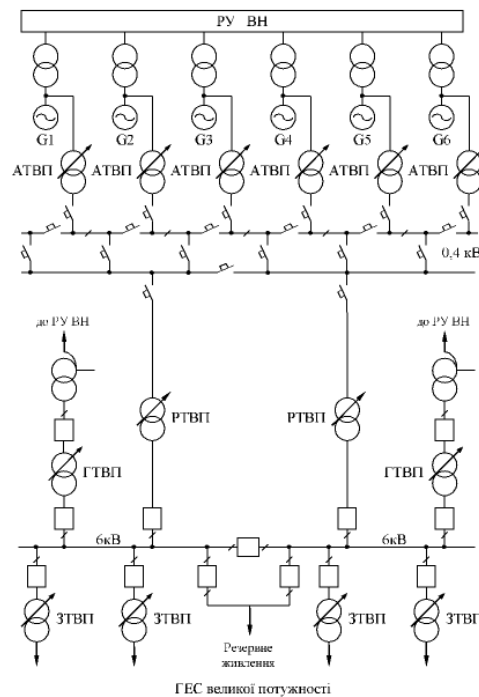 РУ ВН
G1 G2 G3 G4 G5 G6
АТВП АТВП АТВП АТВП АТВП АТВП
0,4 кВ
до РУ ВН до РУ ВН
РТВП РТВП
ГТВП ГТВП
6кВ 6кВ
ЗТВП ЗТВП ЗТВП ЗТВП
Резервне
живлення
ГЕС великої потужності